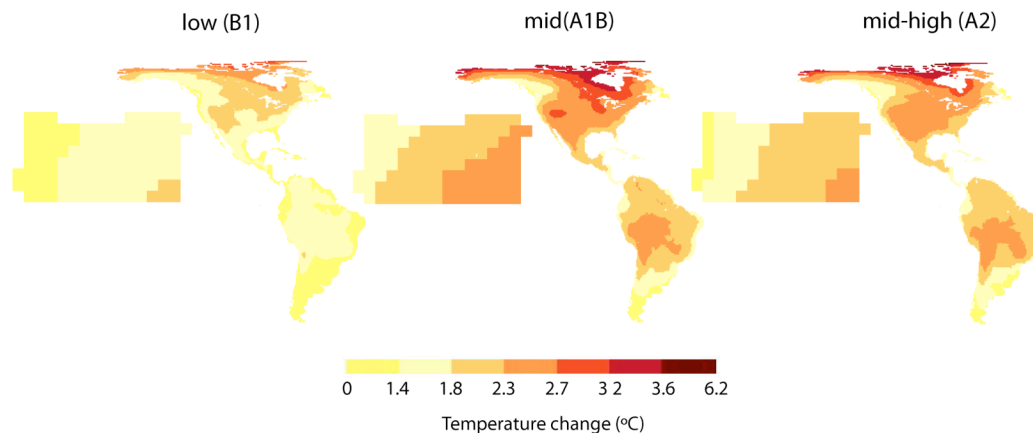 low (B1) mid(A1B) mid-high (A2)
0 1.4 1.8 2.3 2.7 3.2 3.6 6.2
Temperature change (ºC)